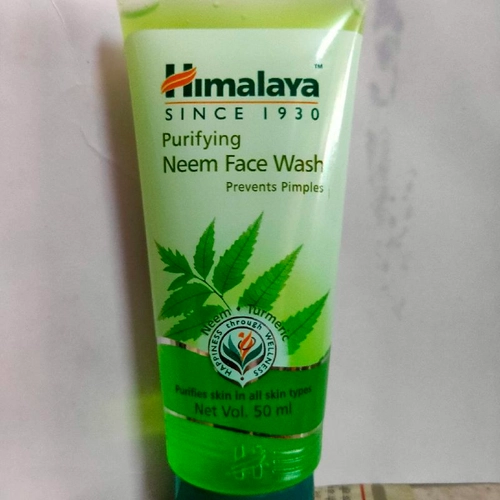 Himalaya™
SINCE 1930
Purifying
Neem Face Wash
Prevents Pimples
Neem • Turmeric
HAPPINESS through WELLNESS
Purifies skin in all skin types
Net Vol. 50 ml